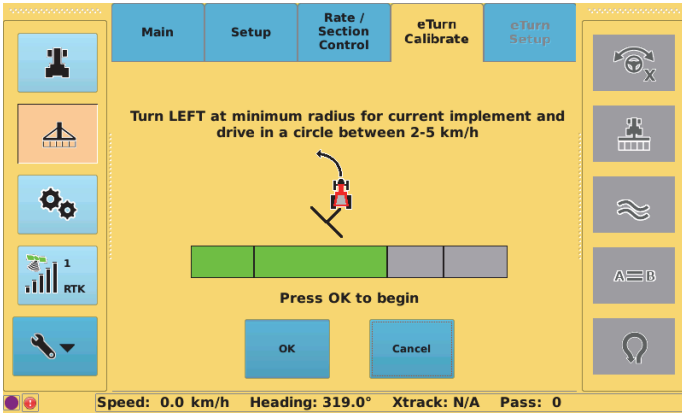 Main
Setup
Rate /
Section
Control
eTurn
Calibrate
eTurn
Setup
X
Turn LEFT at minimum radius for current implement and
drive in a circle between 2-5 km/h
1
RTK
A B
Press OK to begin
OK
Cancel
Speed: 0.0 km/h Heading: 319.0° Xtrack: N/A Pass: 0